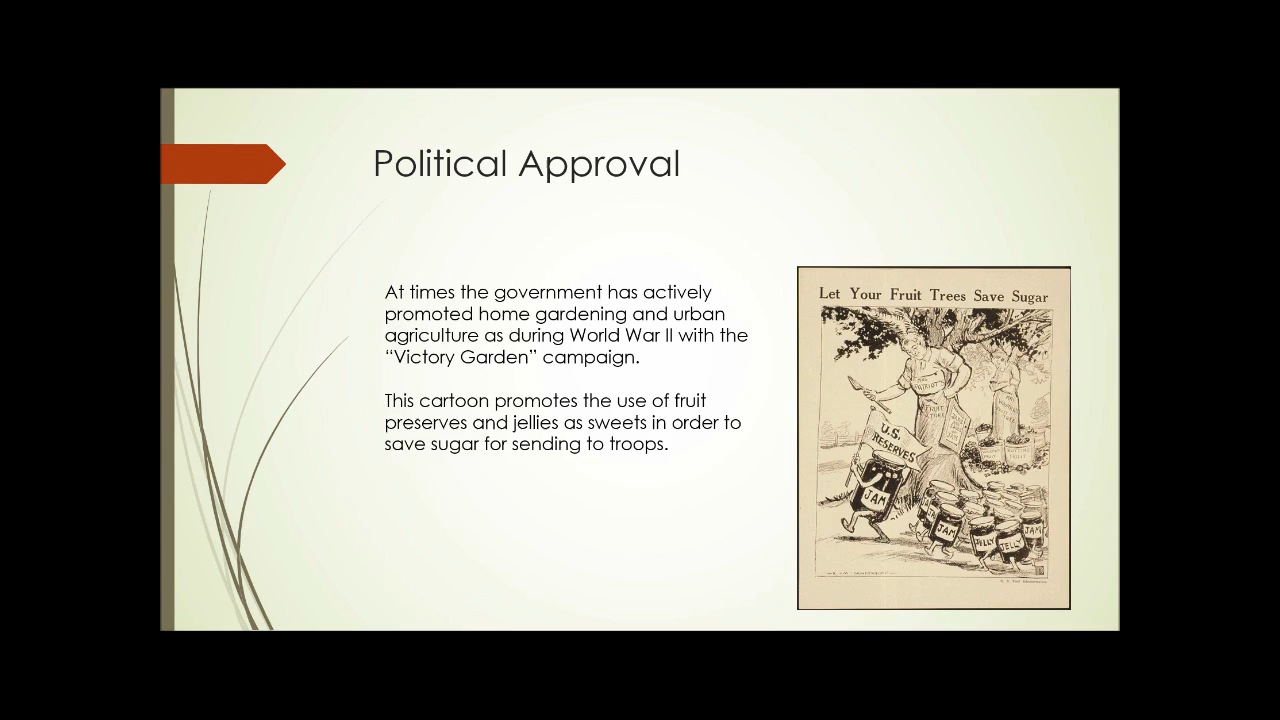 Political Approval
At times the government has actively
promoted home gardening and urban
agriculture as during World War II with the
“Victory Garden” campaign.
This cartoon promotes the use of fruit
preserves and jellies as sweets in order to
save sugar for sending to troops.
Let Your Fruit Trees Save Sugar
U.S.
RESERVES
JAM
JAM
JELLY
JELLY
JAM